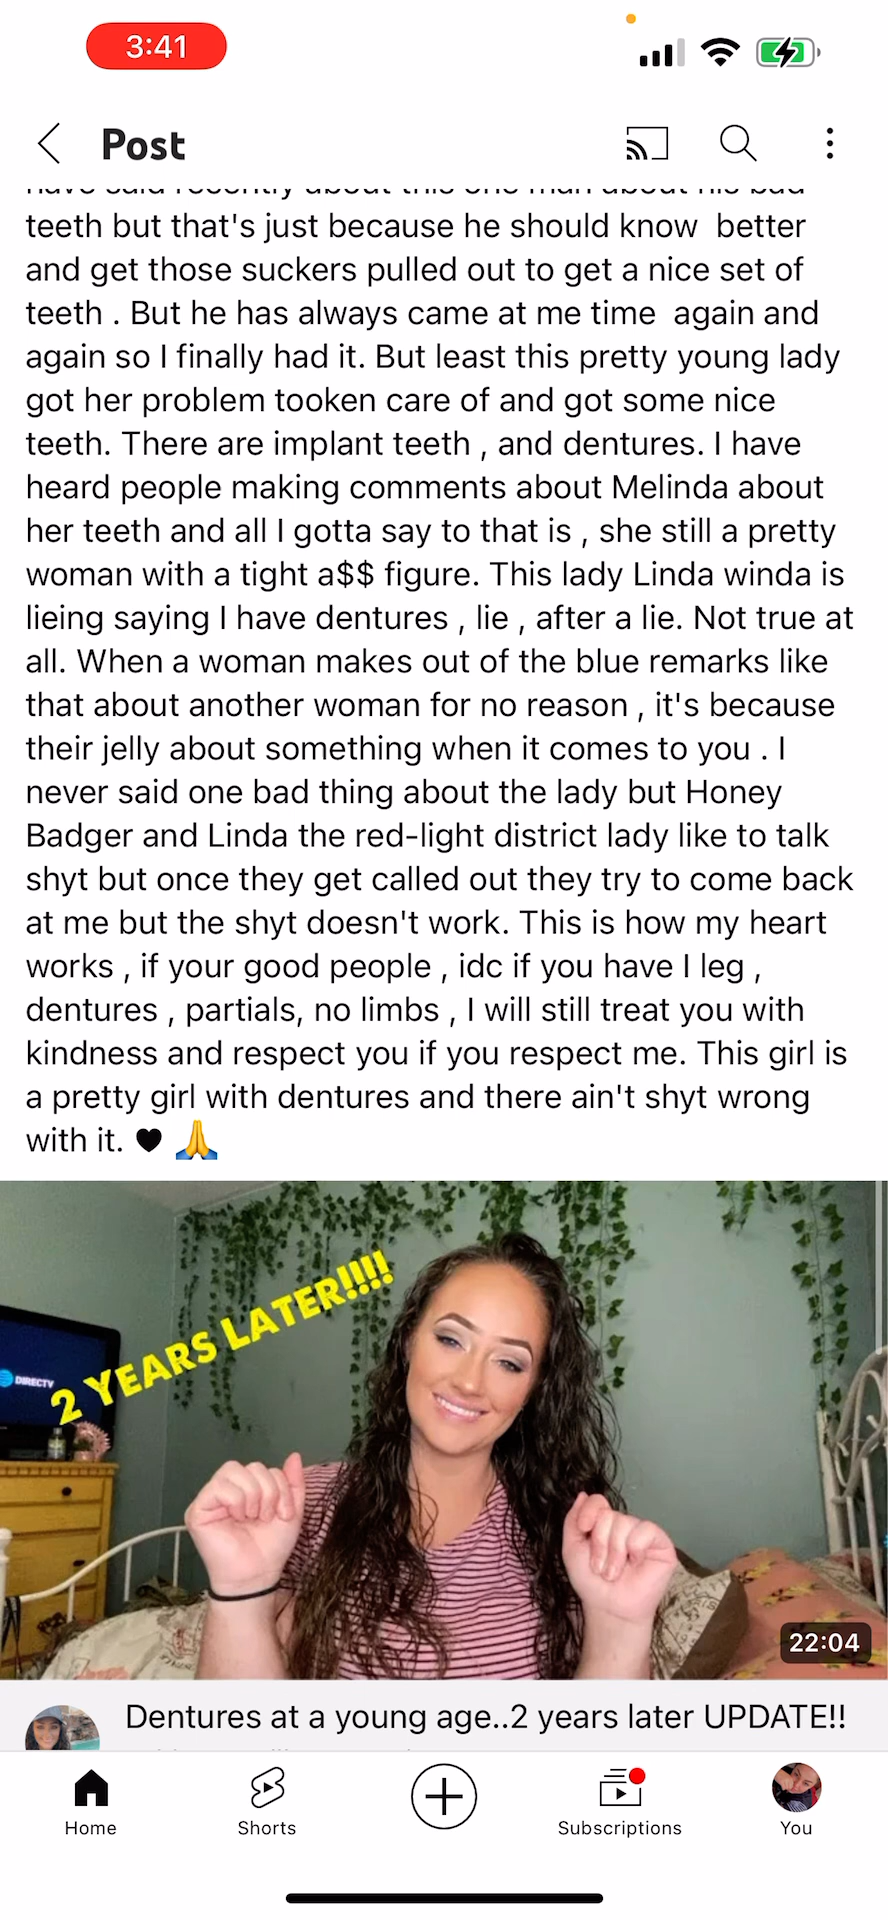 3:41
Post
have said recently about this one man about his bad
teeth but that's just because he should know  better
and get those suckers pulled out to get a nice set of
teeth . But he has always came at me time  again and
again so I finally had it. But least this pretty young lady
got her problem tooken care of and got some nice
teeth. There are implant teeth , and dentures. I have
heard people making comments about Melinda about
her teeth and all I gotta say to that is , she still a pretty
woman with a tight a$$ figure. This lady Linda winda is
lieing saying I have dentures , lie , after a lie. Not true at
all. When a woman makes out of the blue remarks like
that about another woman for no reason , it's because
their jelly about something when it comes to you . I
never said one bad thing about the lady but Honey
Badger and Linda the red-light district lady like to talk
shyt but once they get called out they try to come back
at me but the shyt doesn't work. This is how my heart
works , if your good people , idc if you have I leg ,
dentures , partials, no limbs , I will still treat you with
kindness and respect you if you respect me. This girl is
a pretty girl with dentures and there ain't shyt wrong
with it. 🖤 🙏
2 YEARS LATER!!!!
DIRECTV
22:04
Dentures at a young age..2 years later UPDATE!!
Home
Shorts
Subscriptions
You